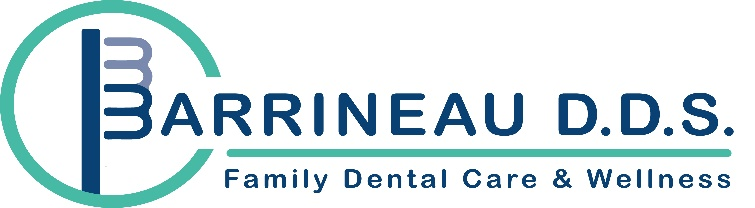 BARRINEAU D.D.S.
Family Dental Care & Wellness